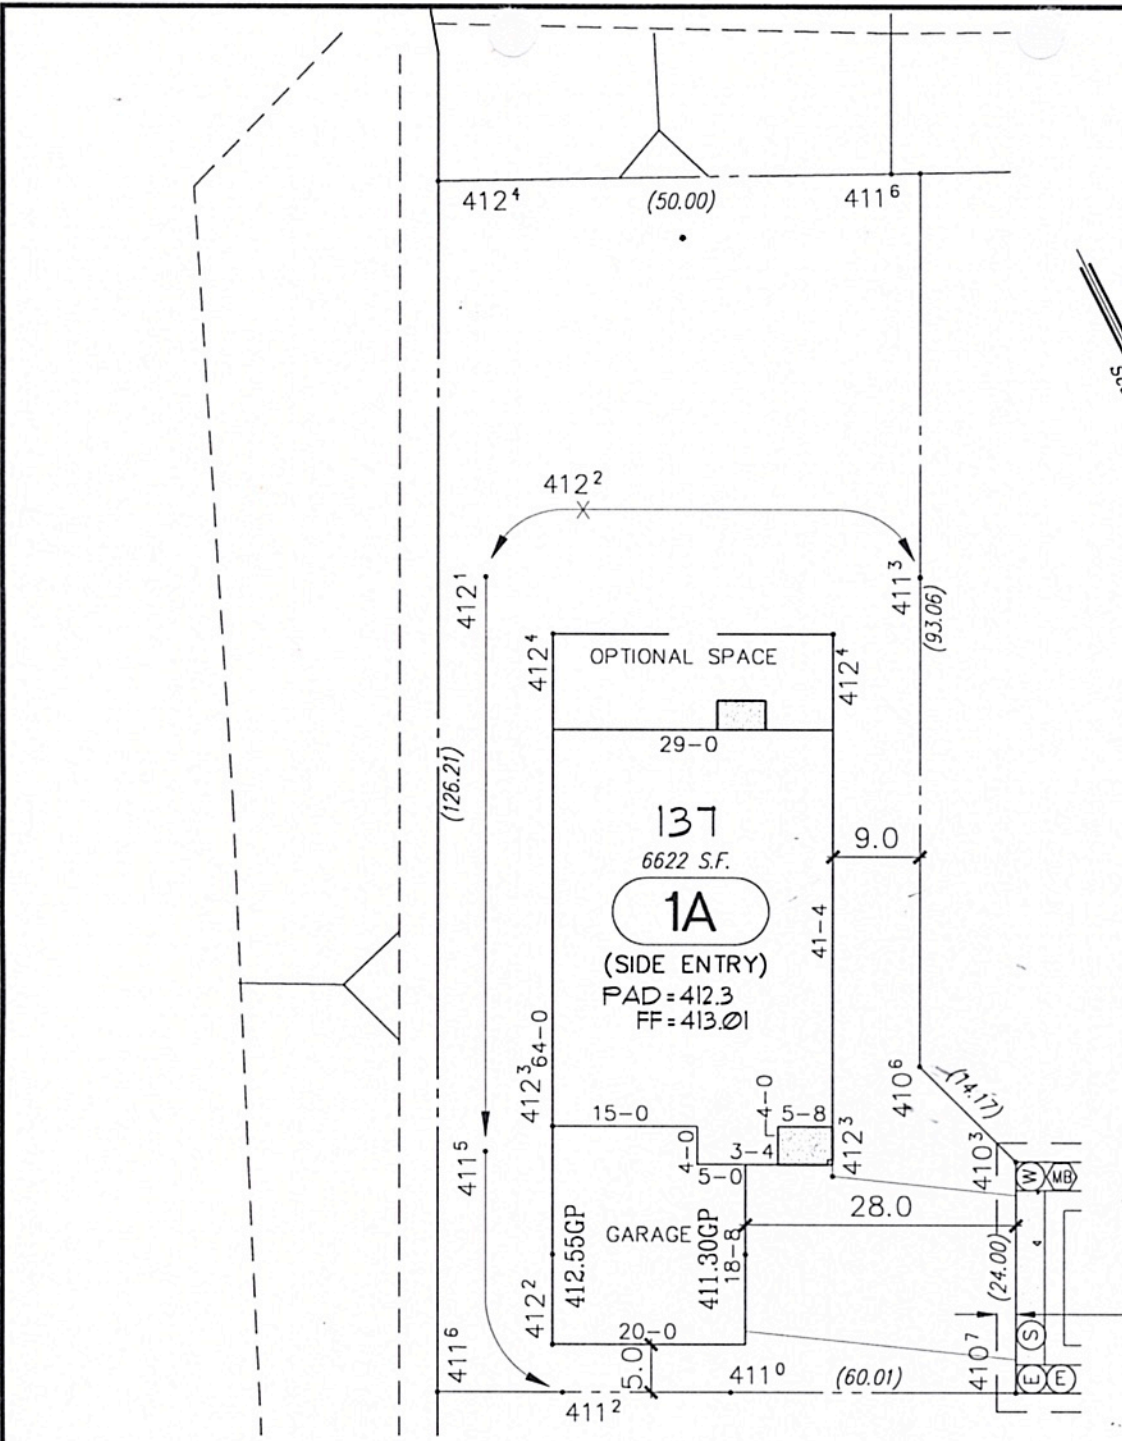 412⁴
(50.00)
411⁶
412²
412¹
411³
(93.06)
412⁴
OPTIONAL SPACE
412⁴
29-0
(126.21)
137
6622 S.F.
9.0
1A
41-4
(SIDE ENTRY)
PAD = 412.3
FF = 413.01
64-0
412³
410⁶
(14.17)
15-0
4-0
5-8
412³
4-0
3-4
5-0
410³
W
MB
411⁵
28.0
GARAGE
412.55GP
411.30GP
18-8
(24.00)
412²
20-0
S
411⁶
5.0
411⁰
(60.01)
410⁷
E
E
411²